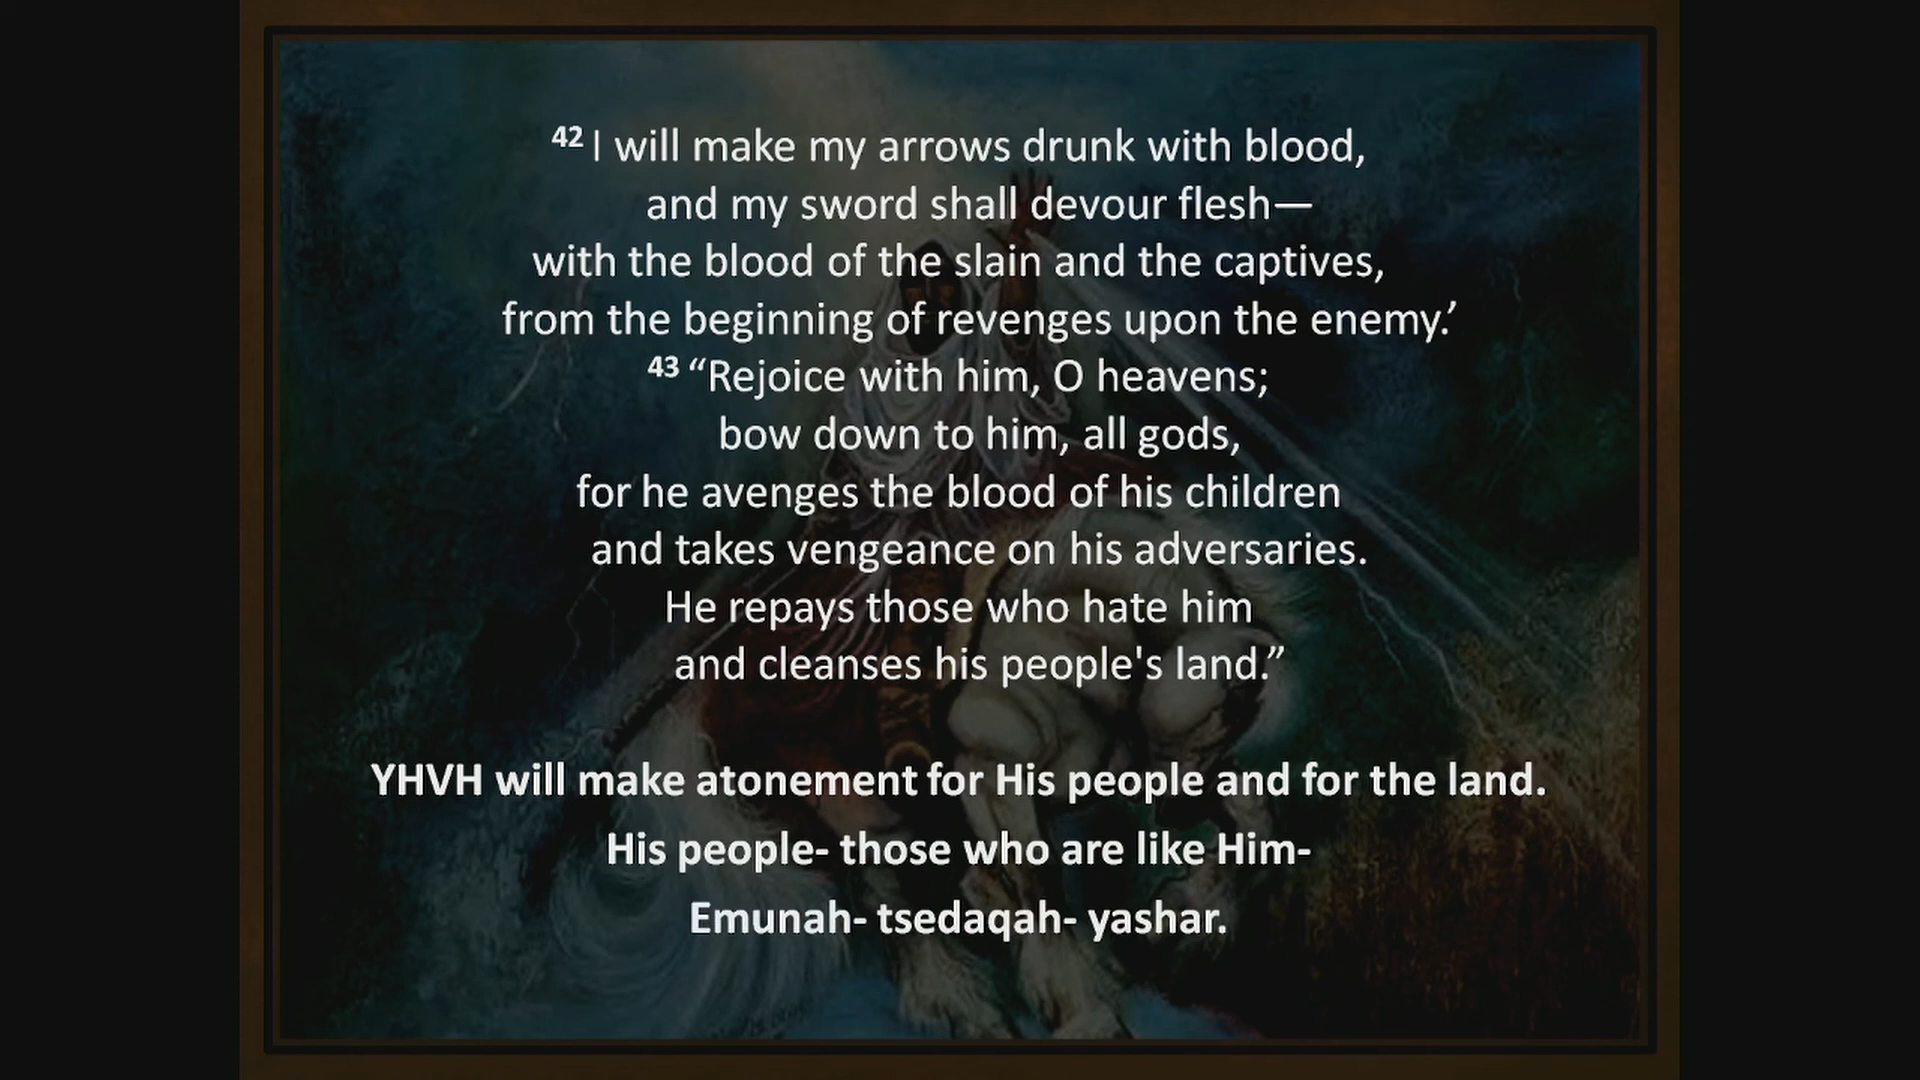 42 I will make my arrows drunk with blood,
and my sword shall devour flesh—
with the blood of the slain and the captives,
from the beginning of revenges upon the enemy.’
43 “Rejoice with him, O heavens;
bow down to him, all gods,
for he avenges the blood of his children
and takes vengeance on his adversaries.
He repays those who hate him
and cleanses his people's land.”
YHVH will make atonement for His people and for the land.
His people- those who are like Him-
Emunah- tsedaqah- yashar.